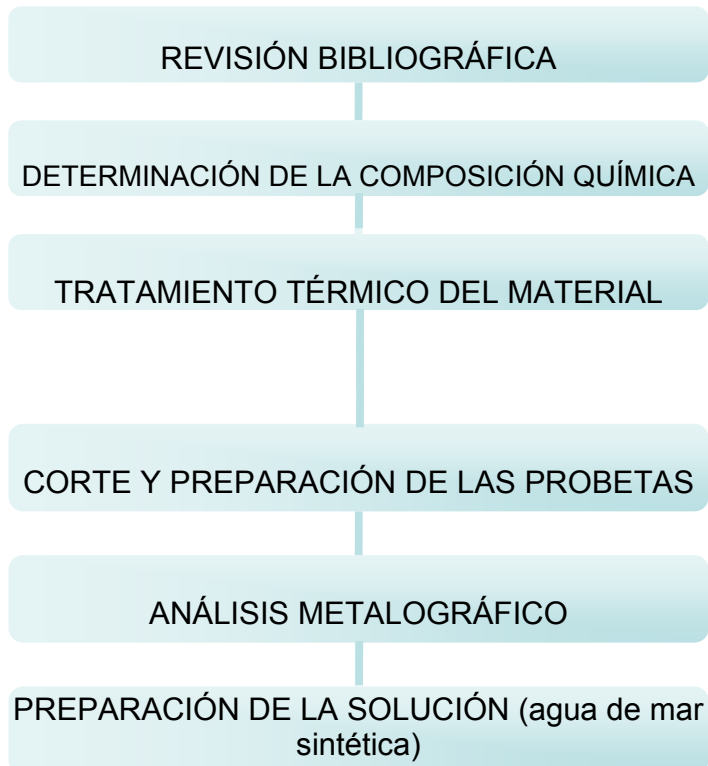 REVISIÓN BIBLIOGRÁFICA
DETERMINACIÓN DE LA COMPOSICIÓN QUÍMICA
TRATAMIENTO TÉRMICO DEL MATERIAL
CORTE Y PREPARACIÓN DE LAS PROBETAS
ANÁLISIS METALOGRÁFICO
PREPARACIÓN DE LA SOLUCIÓN (agua de mar
sintética)